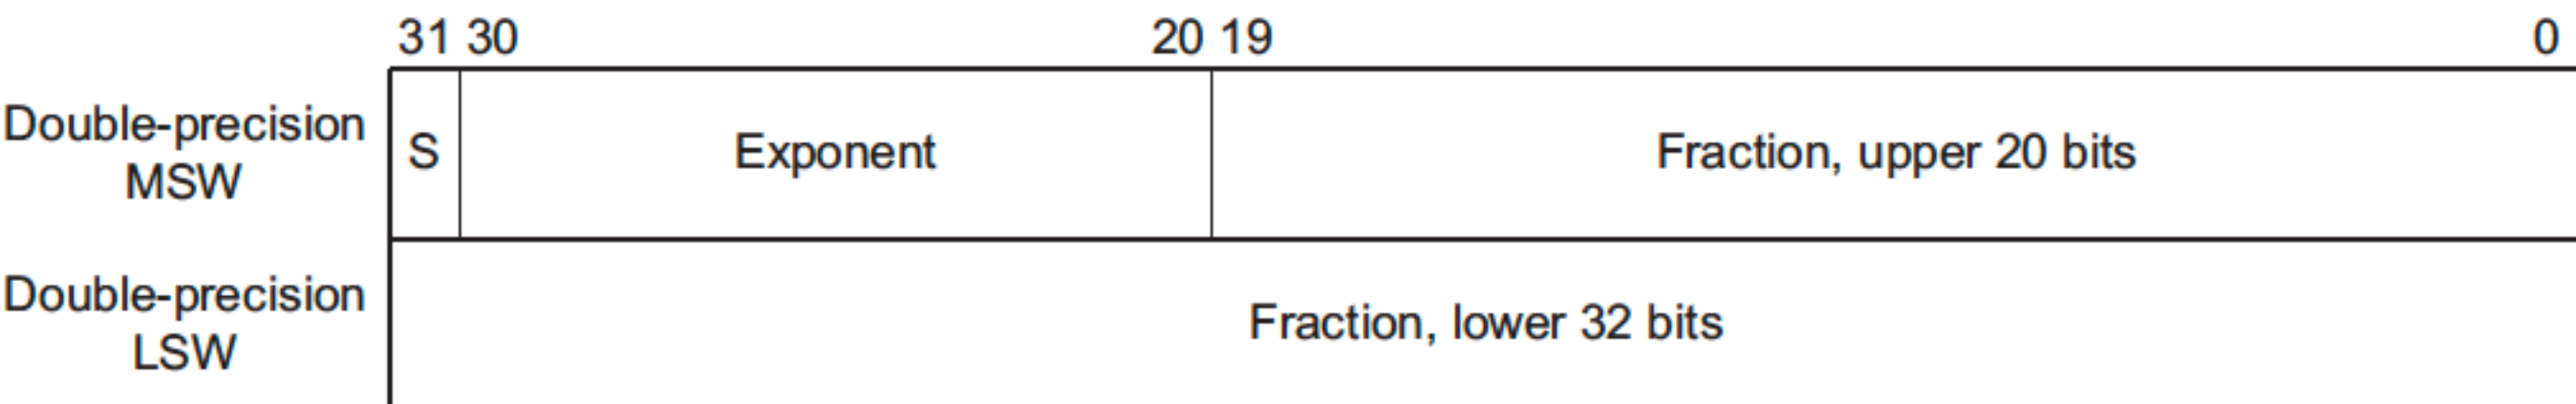 31 30 20 19 0
Double-precision
MSW
S Exponent Fraction, upper 20 bits
Double-precision
LSW
Fraction, lower 32 bits